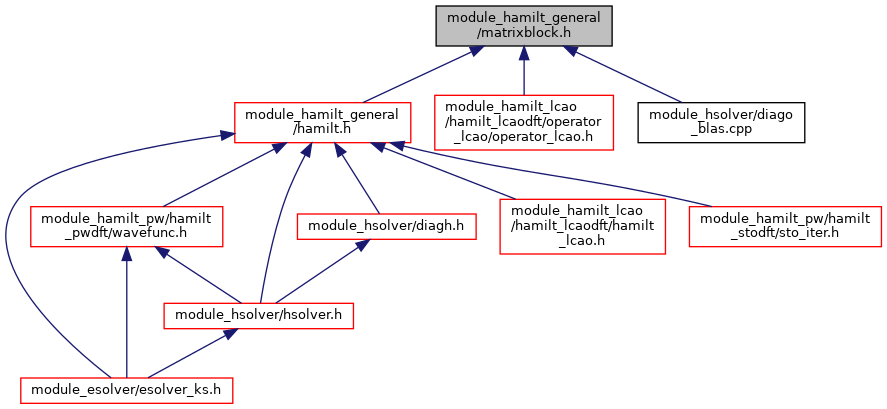 module_hamilt_general
/matrixblock.h
module_hamilt_general
/hamilt.h
module_hamilt_lcao
/hamilt_lcaodft/operator
_lcao/operator_lcao.h
module_hsolver/diago
_blas.cpp
module_hamilt_pw/hamilt
_pwdft/wavefunc.h
module_hsolver/diagh.h
module_hamilt_lcao
/hamilt_lcaodft/hamilt
_lcao.h
module_hamilt_pw/hamilt
_stodft/sto_iter.h
module_hsolver/hsolver.h
module_esolver/esolver_ks.h